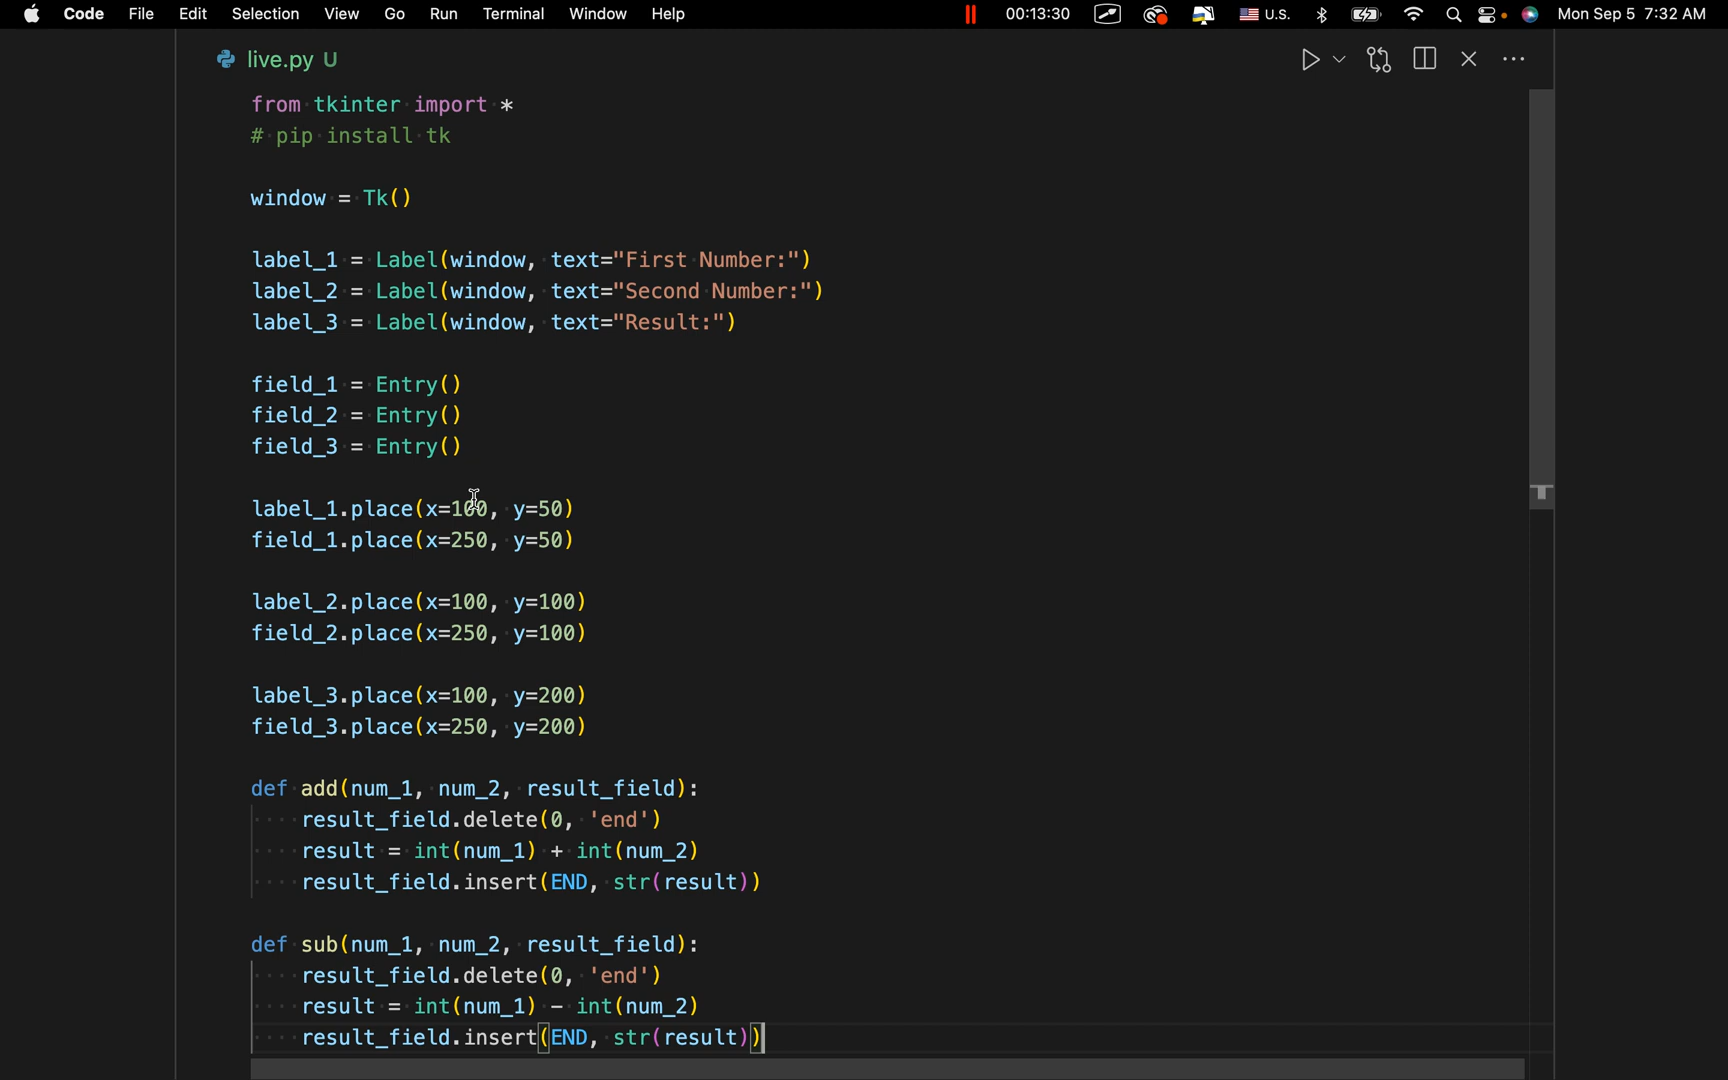 Code File Edit Selection View Go Run Terminal Window Help 00:13:30 U.S. Mon Sep 5 7:32 AM
live.py U
from tkinter import *
# pip install tk
window = Tk()
label_1 = Label(window, text="First Number:")
label_2 = Label(window, text="Second Number:")
label_3 = Label(window, text="Result:")
field_1 = Entry()
field_2 = Entry()
field_3 = Entry()
label_1.place(x=100, y=50)
field_1.place(x=250, y=50)
label_2.place(x=100, y=100)
field_2.place(x=250, y=100)
label_3.place(x=100, y=200)
field_3.place(x=250, y=200)
def add(num_1, num_2, result_field):
    result_field.delete(0, 'end')
    result = int(num_1) + int(num_2)
    result_field.insert(END, str(result))
def sub(num_1, num_2, result_field):
    result_field.delete(0, 'end')
    result = int(num_1) - int(num_2)
    result_field.insert(END, str(result))